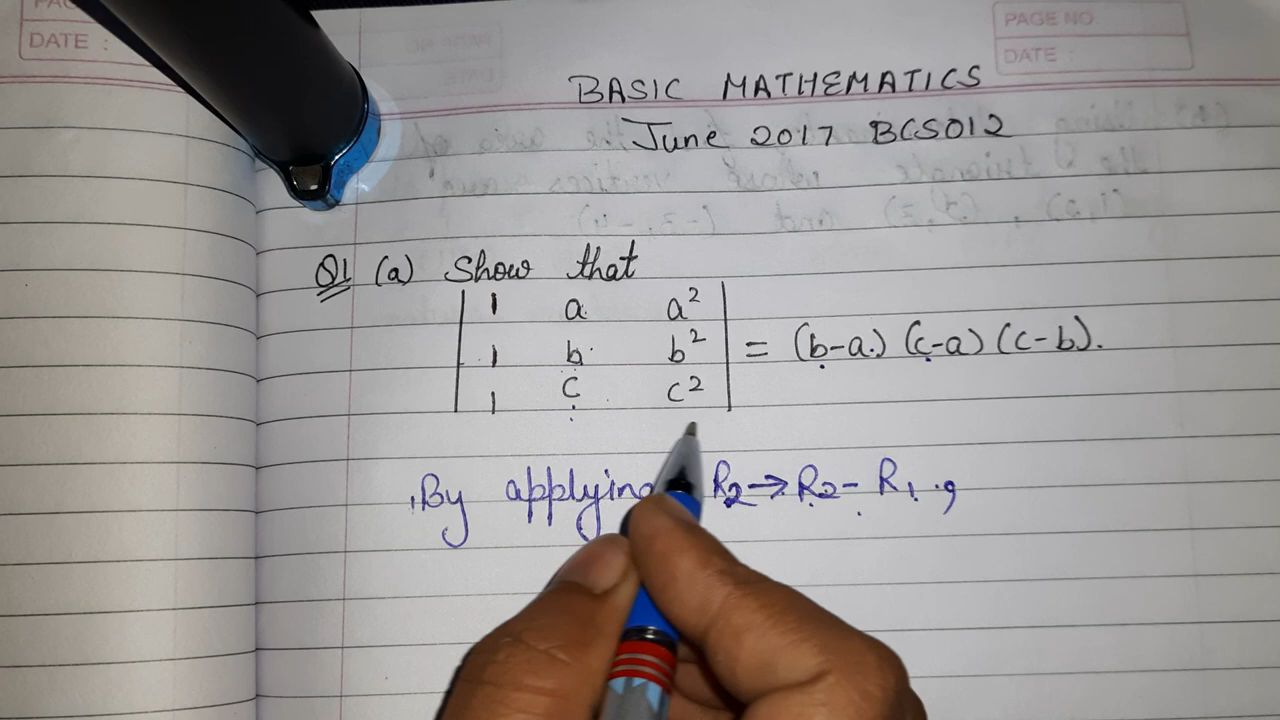 PAG
DATE :
PAGE NO
DATE
BASIC MATHEMATICS
June 2017 BCS012
Q1 (a) Show that
| 1 a a² |
| 1 b b² | = (b-a) (c-a) (c-b).
| 1 c c² |
By applying R₂→R₂- R₁ ,